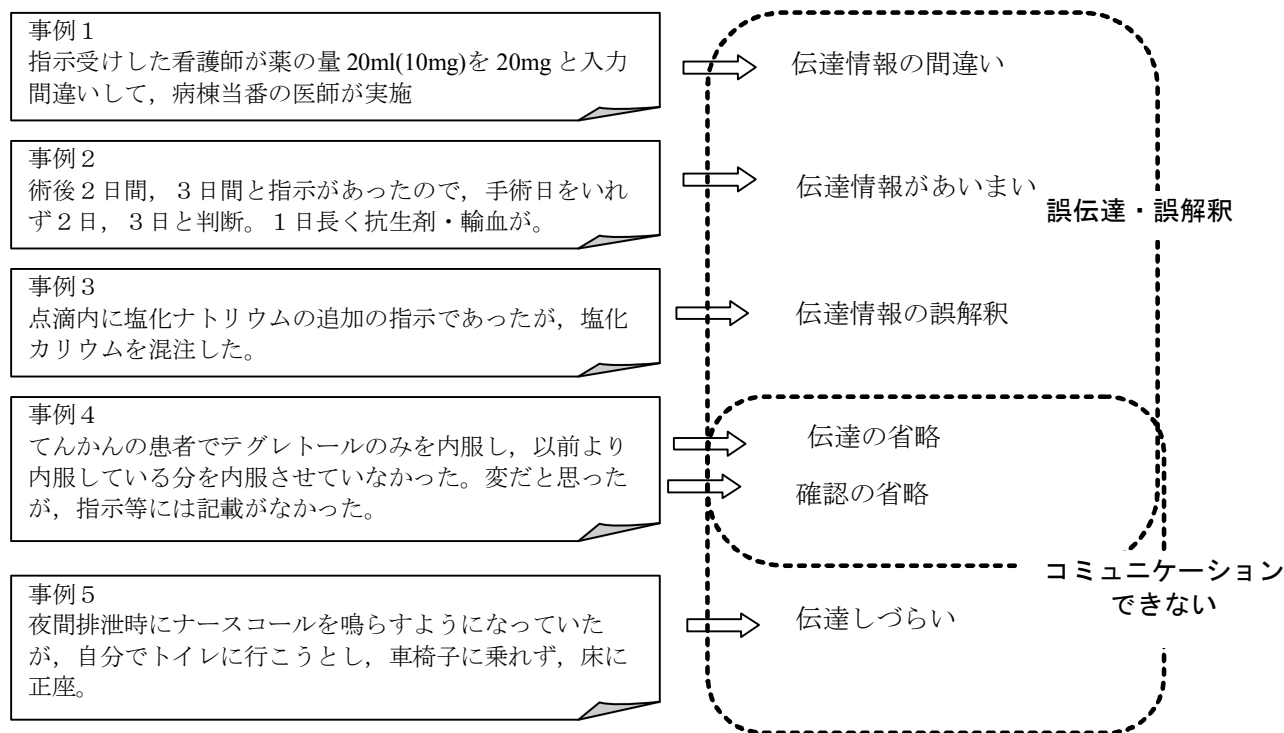 事例１
指示受けした看護師が薬の量 20ml(10mg)を 20mg と入力
間違いして，病棟当番の医師が実施
伝達情報の間違い
事例２
術後２日間，３日間と指示があったので，手術日をいれ
ず２日，３日と判断。１日長く抗生剤・輸血が。
伝達情報があいまい
誤伝達・誤解釈
事例３
点滴内に塩化ナトリウムの追加の指示であったが，塩化
カリウムを混注した。
伝達情報の誤解釈
事例４
てんかんの患者でテグレトールのみを内服し，以前より
内服している分を内服させていなかった。変だと思った
が，指示等には記載がなかった。
伝達の省略
確認の省略
コミュニケーション
できない
事例５
夜間排泄時にナースコールを鳴らすようになっていた
が，自分でトイレに行こうとし，車椅子に乗れず，床に
正座。
伝達しづらい